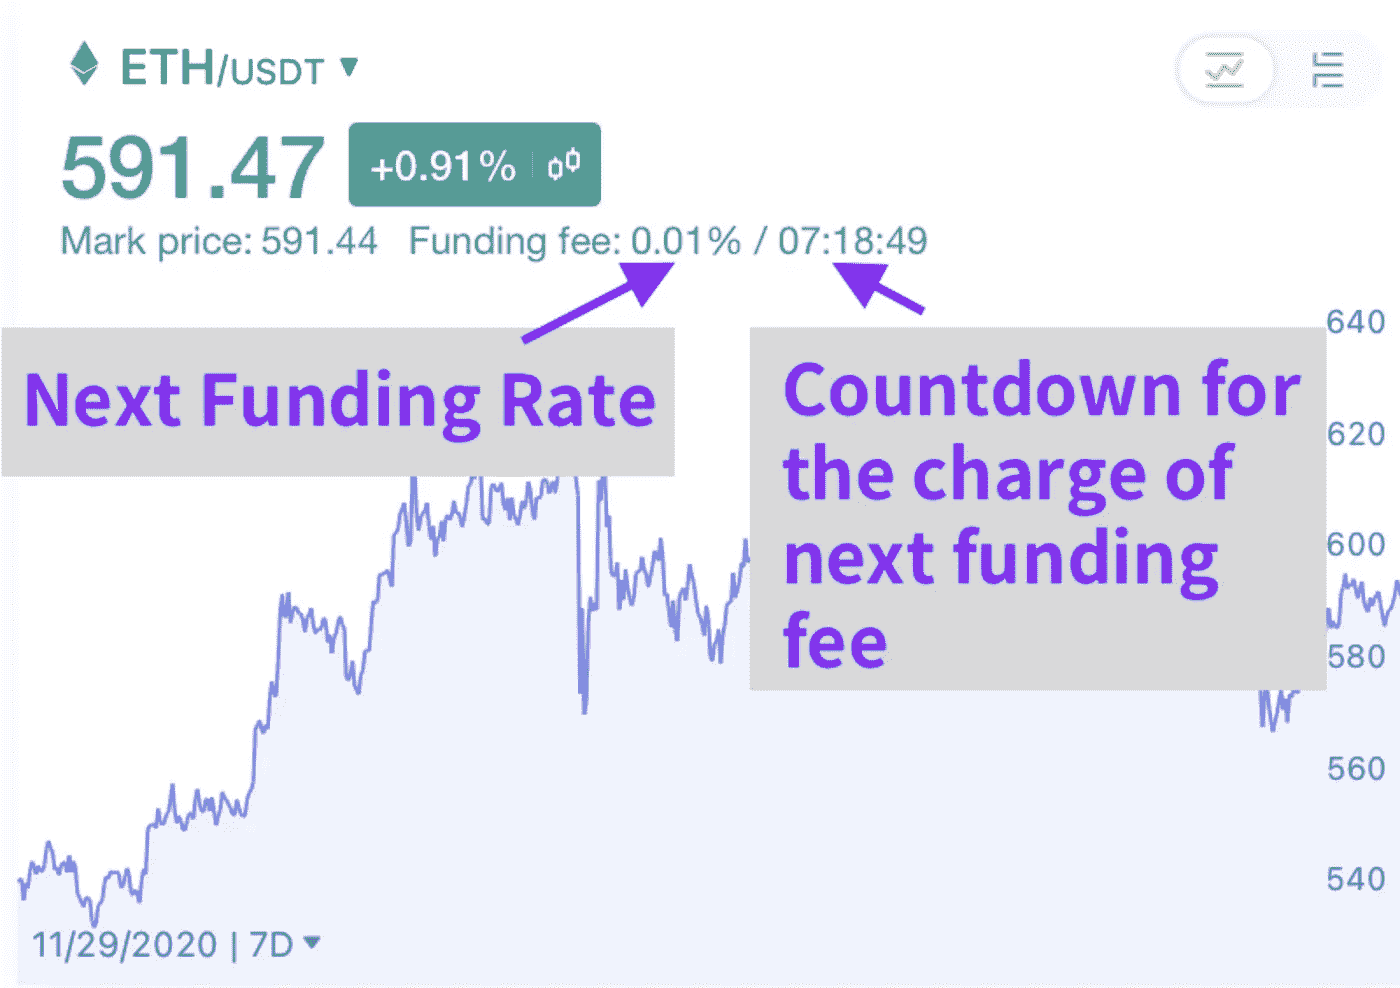 ETH/USDT
591.47 +0.91%
Mark price: 591.44 Funding fee: 0.01% / 07:18:49
Next Funding Rate
Countdown for
the charge of
next funding
fee
640
620
600
580
560
540
11/29/2020 | 7D